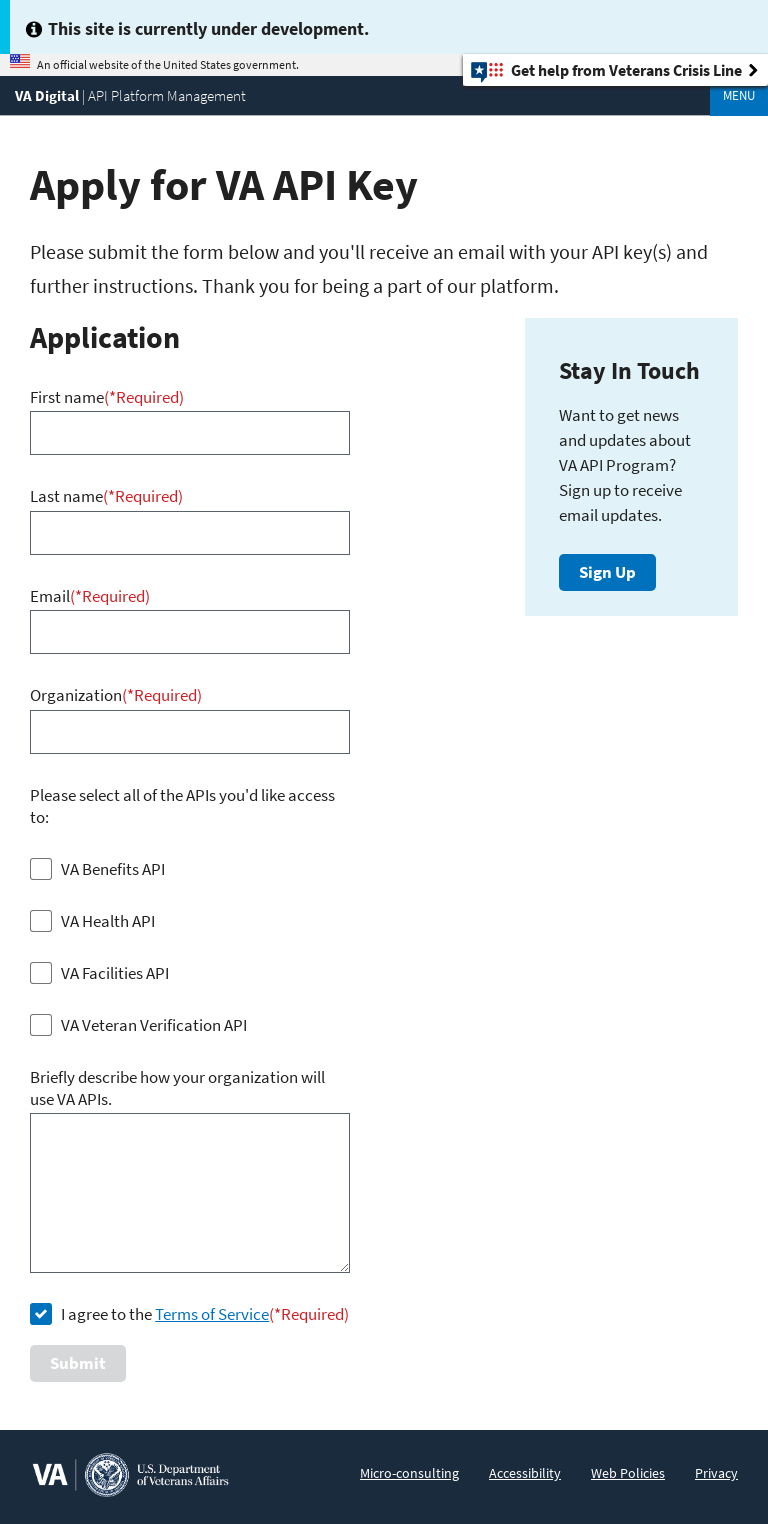 This site is currently under development.
An official website of the United States government.
Get help from Veterans Crisis Line
VA Digital | API Platform Management
MENU
Apply for VA API Key
Please submit the form below and you'll receive an email with your API key(s) and
further instructions. Thank you for being a part of our platform.
Application
First name(*Required)
Last name(*Required)
Email(*Required)
Organization(*Required)
Please select all of the APIs you'd like access
to:
VA Benefits API
VA Health API
VA Facilities API
VA Veteran Verification API
Briefly describe how your organization will
use VA APIs.
I agree to the Terms of Service(*Required)
Submit
Stay In Touch
Want to get news
and updates about
VA API Program?
Sign up to receive
email updates.
Sign Up
VA
U.S. Department
of Veterans Affairs
Micro-consulting
Accessibility
Web Policies
Privacy